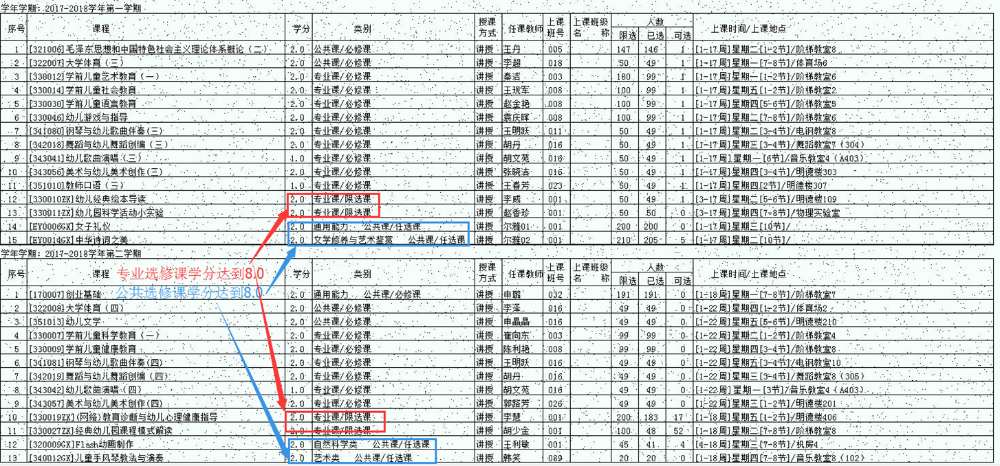 学年学期：2017-2018学年第一学期
序号 课程 学分 类别 授课方式 任课教师 上课班号 上课班级名称 人数 限选 已选 可选 上课时间/上课地点
1 [321006]毛泽东思想和中国特色社会主义理论体系概论（二） 2.0 公共课/必修课 讲授 王丹 005 147 146 1 [1-17周]星期二[1-2节]/阶梯教室8
2 [322007]大学体育（三） 2.0 公共课/必修课 讲授 李超 018 50 49 1 [1-17周]星期一[7-8节]/体育场6
3 [330012]学前儿童艺术教育（一） 2.0 专业课/必修课 讲授 秦洁 003 100 99 1 [1-17周]星期一[1-2节]/阶梯教室6
4 [330014]学前儿童社会教育 2.0 专业课/必修课 讲授 王现军 008 100 99 1 [1-17周]星期五[1-2节]/阶梯教室2
5 [330030]学前儿童语言教育 2.0 专业课/必修课 讲授 赵金艳 008 100 99 1 [1-17周]星期四[5-6节]/阶梯教室5
6 [330046]幼儿游戏与指导 2.0 专业课/必修课 讲授 袁庆晖 008 100 99 1 [1-17周]星期二[7-8节]/阶梯教室6
7 [341080]钢琴与幼儿歌曲伴奏(三) 2.0 专业课/必修课 讲授 王明跃 011 50 49 1 [1-17周]星期二[3-4节]/电钢教室8
8 [342018]舞蹈与幼儿舞蹈创编（三） 2.0 专业课/必修课 讲授 胡丹 016 50 49 1 [1-17周]星期三[3-4节]/舞蹈教室7（304）
9 [343041]幼儿歌曲演唱（三） 1.0 专业课/必修课 讲授 胡文苑 016 50 49 1 [1-17周]星期一[6节]/音乐教室4（A403）
10 [343056]美术与幼儿美术创作(三) 2.0 专业课/必修课 讲授 张晓洁 016 50 49 1 [1-17周]星期四[3-4节]/明德楼303
11 [351010]教师口语（三） 1.0 专业课/必修课 讲授 王春芳 023 50 49 1 [1-17周]星期四[2节]/明德楼307
12 [330010ZX]幼儿经典绘本导读 2.0 专业课/限选课 讲授 李威 001 50 49 1 [3-17周]星期二[5-6节]/明德楼109
13 [330011ZX]幼儿园科学活动小实验 2.0 专业课/限选课 讲授 赵香珍 001 50 50 0 [3-17周]星期四[7-8节]/物理实验室
14 [EY0006GX]女子礼仪 2.0 通用能力 公共课/任选课 讲授 尔雅01 001 200 200 0 [1-17周]星期三[10节]/
15 [EY0014GX]中华诗词之美 2.0 文学修养与艺术鉴赏 公共课/任选课 讲授 尔雅02 001 210 205 5 [1-17周]星期二[10节]/
学年学期：2017-2018学年第二学期
序号 课程 学分 类别 授课方式 任课教师 上课班号 上课班级名称 人数 限选 已选 可选 上课时间/上课地点
专业选修课学分达到8.0
公共选修课学分达到8.0
1 [170007]创业基础 2.0 通用能力 公共课/必修课 讲授 申璐 032 191 191 0 [1-18周]星期一[7-8节]/阶梯教室7
2 [322008]大学体育（四） 2.0 公共课/必修课 讲授 李泽 016 49 49 0 [1-22周]星期四[1-2节]/体育场2
3 [351013]幼儿文学 2.0 公共课/必修课 讲授 申晶晶 016 49 49 0 [1-22周]星期五[5-6节]/明德楼210
4 [330007]学前儿童科学教育（一） 2.0 专业课/必修课 讲授 崔向东 003 99 99 0 [1-22周]星期二[1-2节]/阶梯教室4
5 [330009]学前儿童健康教育 2.0 专业课/必修课 讲授 陈利艳 008 99 99 0 [1-22周]星期四[3-4节]/阶梯教室8
6 [341081]钢琴与幼儿歌曲伴奏(四) 2.0 专业课/必修课 讲授 王明跃 016 49 49 0 [1-22周]星期五[3-4节]/电钢教室10
7 [342019]舞蹈与幼儿舞蹈创编（四） 2.0 专业课/必修课 讲授 胡丹 016 49 49 0 [1-22周]星期三[3-4节]/舞蹈教室8（305）
8 [343042]幼儿歌曲演唱（四） 1.0 专业课/必修课 讲授 胡文苑 016 49 49 0 [1-22周]星期一[3节]/音乐教室4（A403）
9 [343057]美术与幼儿美术创作(四) 2.0 专业课/必修课 讲授 郭路芳 026 49 49 0 [1-22周]星期三[1-2节]/明德楼201
10 [330019ZX](网络)教育诊断与幼儿心理健康指导 2.0 专业课/限选课 讲授 李慧 001 200 183 17 [1-18周]星期五[1-2节]/明德楼406
11 [330027ZX]经典幼儿园课程模式解读 2.0 专业课/限选课 讲授 胡少金 001 100 48 52 [1-18周]星期二[7-8节]/阶梯教室8
12 [320009GX]Flash动画制作 2.0 自然科学类 公共课/任选课 讲授 王利敏 001 45 41 4 [4-18周]星期三[7-8节]/机房4
13 [340012GX]儿童手风琴教法与演奏 2.0 艺术类 公共课/任选课 讲授 韩笑 089 20 20 0 [4-18周]星期四[7-8节]/音乐教室8（102）